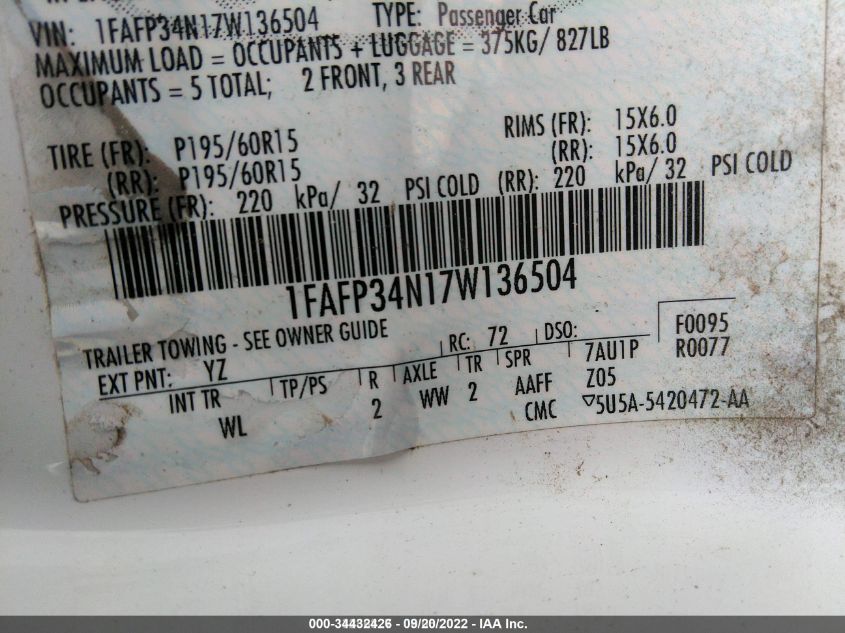 VIN: 1FAFP34N17W136504 TYPE: Passenger Car
MAXIMUM LOAD = OCCUPANTS + LUGGAGE = 375KG/ 827LB
OCCUPANTS = 5 TOTAL; 2 FRONT, 3 REAR
TIRE (FR): P195/60R15 RIMS (FR): 15X6.0
(RR): P195/60R15 (RR): 15X6.0
PRESSURE (FR): 220 kPa/ 32 PSI COLD (RR): 220 kPa/ 32 PSI COLD
1FAFP34N17W136504
TRAILER TOWING - SEE OWNER GUIDE
EXT PNT: YZ RC: 72 DSO: F0095
INT TR TP/PS R AXLE TR SPR 7AU1P R0077
WL 2 WW 2 AAFF Z05
CMC ▽5U5A-5420472-AA
000-34432426 - 09/20/2022 - IAA Inc.